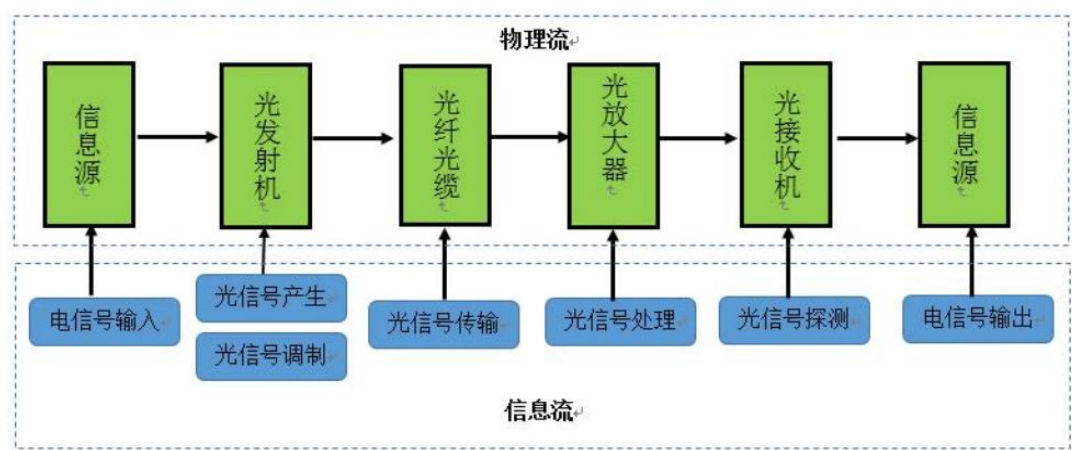 物理流
信息源
光发射机
光纤光缆
光放大器
光接收机
信息源
电信号输入
光信号产生
光信号调制
光信号传输
光信号处理
光信号探测
电信号输出
信息流